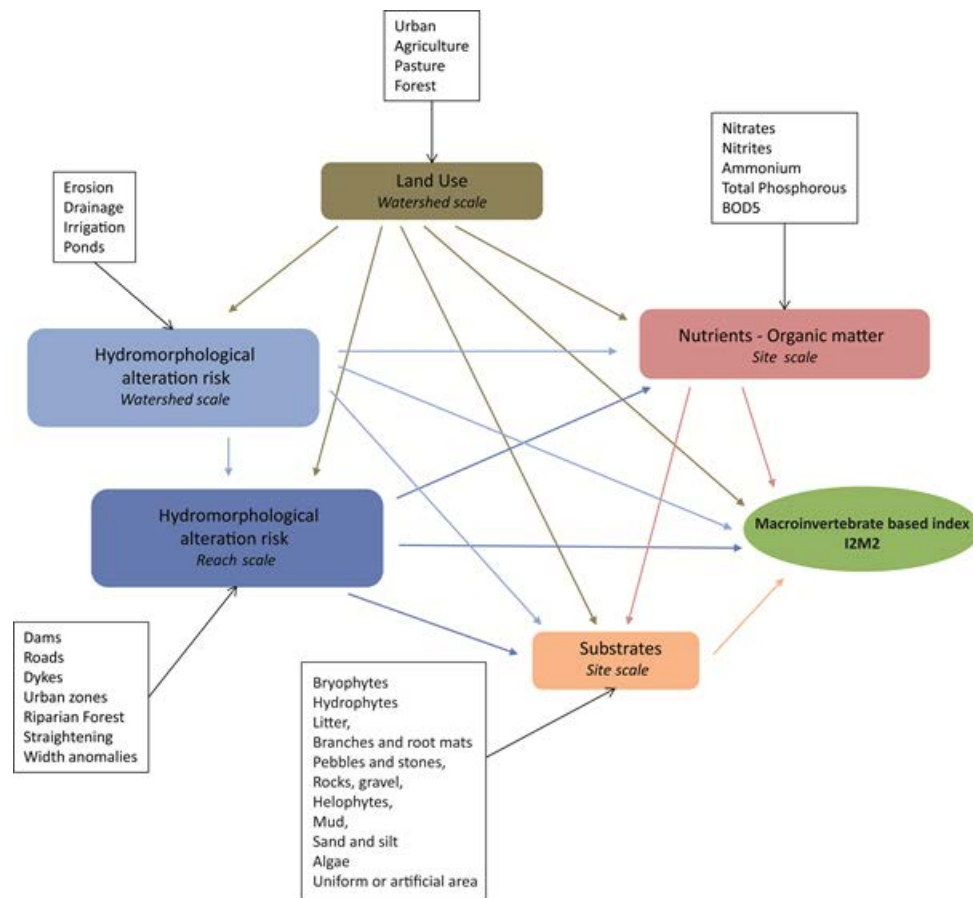 Urban
Agriculture
Pasture
Forest
Nitrates
Nitrites
Ammonium
Total Phosphorous
BOD5
Land Use
Watershed scale
Erosion
Drainage
Irrigation
Ponds
Hydromorphological
alteration risk
Watershed scale
Nutrients - Organic matter
Site scale
Hydromorphological
alteration risk
Reach scale
Macroinvertebrate based index
I2M2
Dams
Roads
Dykes
Urban zones
Riparian Forest
Straightening
Width anomalies
Substrates
Site scale
Bryophytes
Hydrophytes
Litter,
Branches and root mats
Pebbles and stones,
Rocks, gravel,
Helophytes,
Mud,
Sand and silt
Algae
Uniform or artificial area